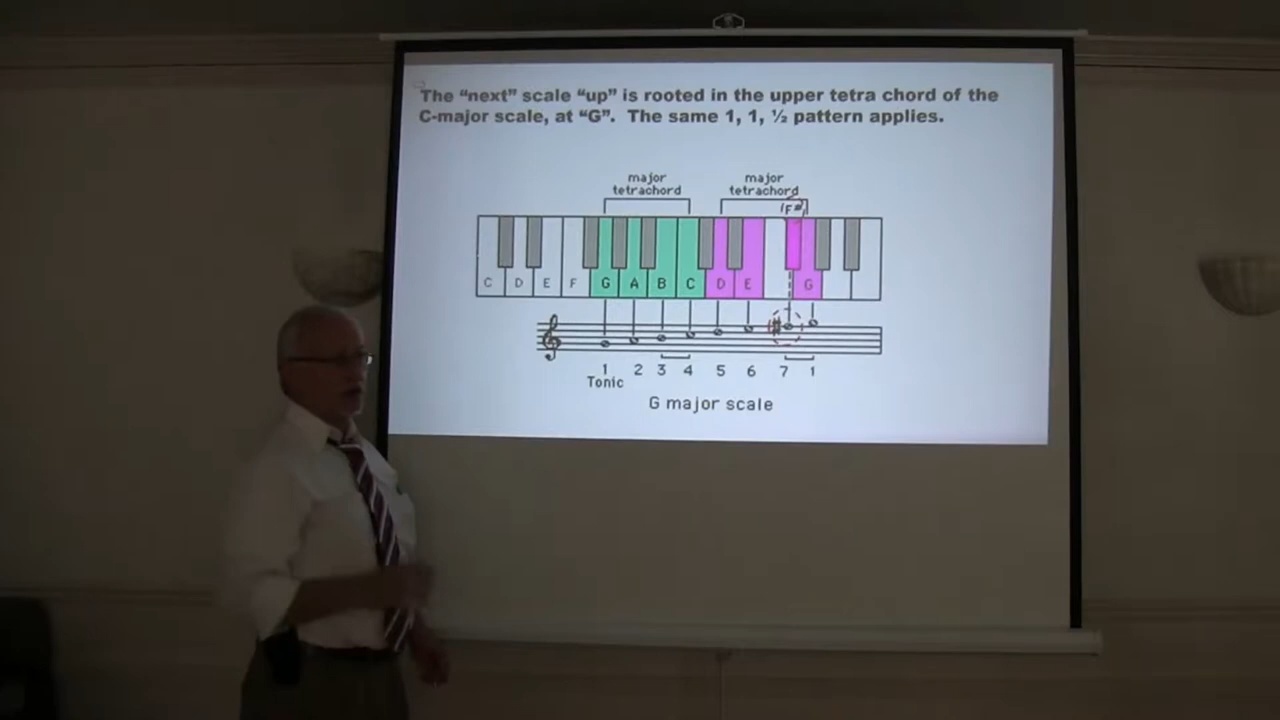 The “next” scale “up” is rooted in the upper tetra chord of the
C-major scale, at “G”. The same 1, 1, ½ pattern applies.
major major
tetrachord tetrachord
(F#)
C D E F G A B C D E G
1 2 3 4 5 6 7 1
Tonic
G major scale